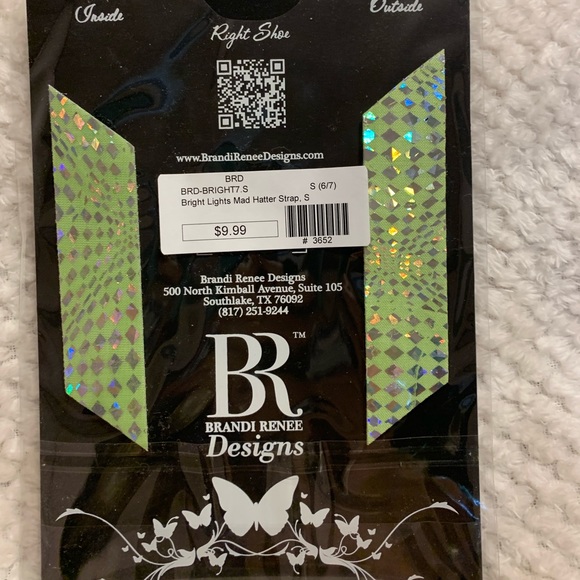 Inside
Outside
Right Shoe
www.BrandiReneeDesigns.com
BRD
BRD-BRIGHT7.S S (6/7)
Bright Lights Mad Hatter Strap, S
$9.99
# 3652
Brandi Renee Designs
500 North Kimball Avenue, Suite 105
Southlake, TX 76092
(817) 251-9244
BR™
BRANDI RENEE
Designs